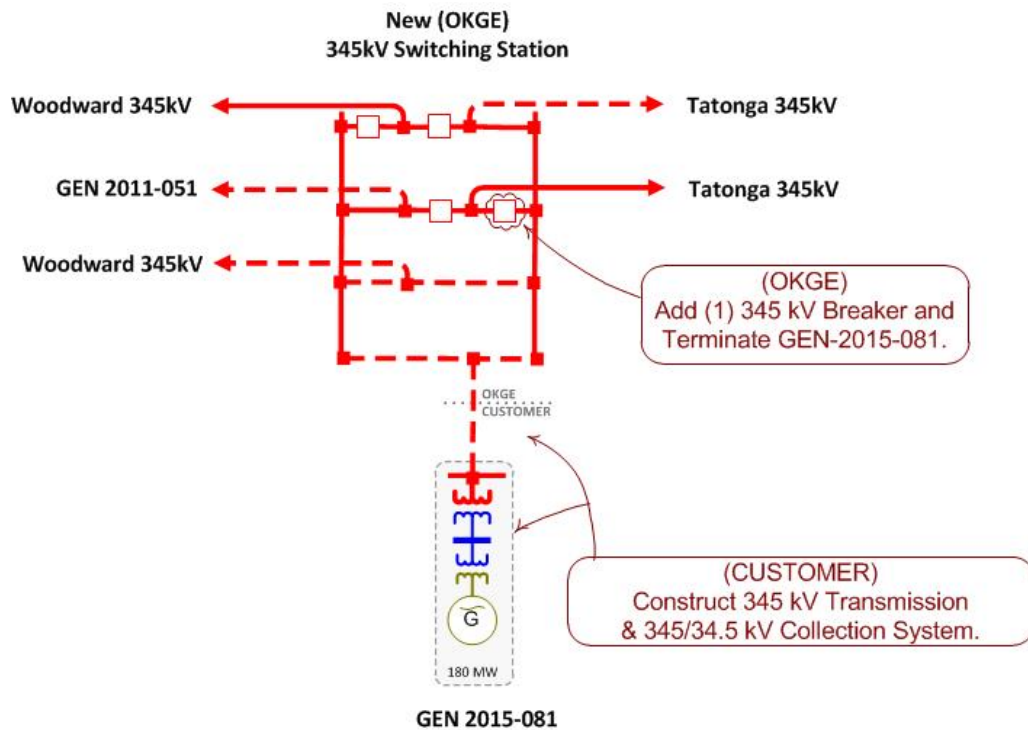 New (OKGE)
345kV Switching Station
Woodward 345kV
Tatonga 345kV
GEN 2011-051
Tatonga 345kV
Woodward 345kV
(OKGE)
Add (1) 345 kV Breaker and
Terminate GEN-2015-081.
OKGE
CUSTOMER
(CUSTOMER)
Construct 345 kV Transmission
& 345/34.5 kV Collection System.
G
180 MW
GEN 2015-081